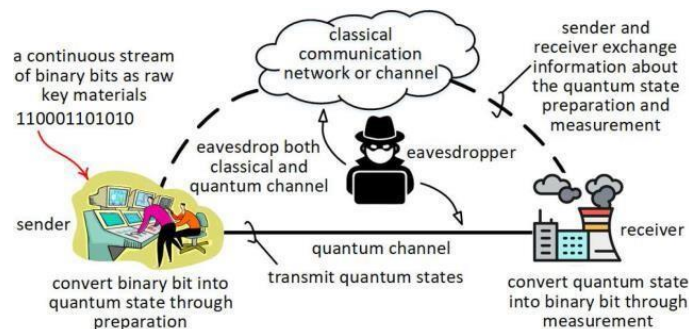 a continuous stream
of binary bits as raw
key materials
110001101010
classical
communication
network or channel
sender and
receiver exchange
information about
the quantum state
preparation and
measurement
eavesdrop both
classical and
quantum channel
eavesdropper
sender
receiver
quantum channel
transmit quantum states
convert binary bit into
quantum state through
preparation
convert quantum state
into binary bit through
measurement